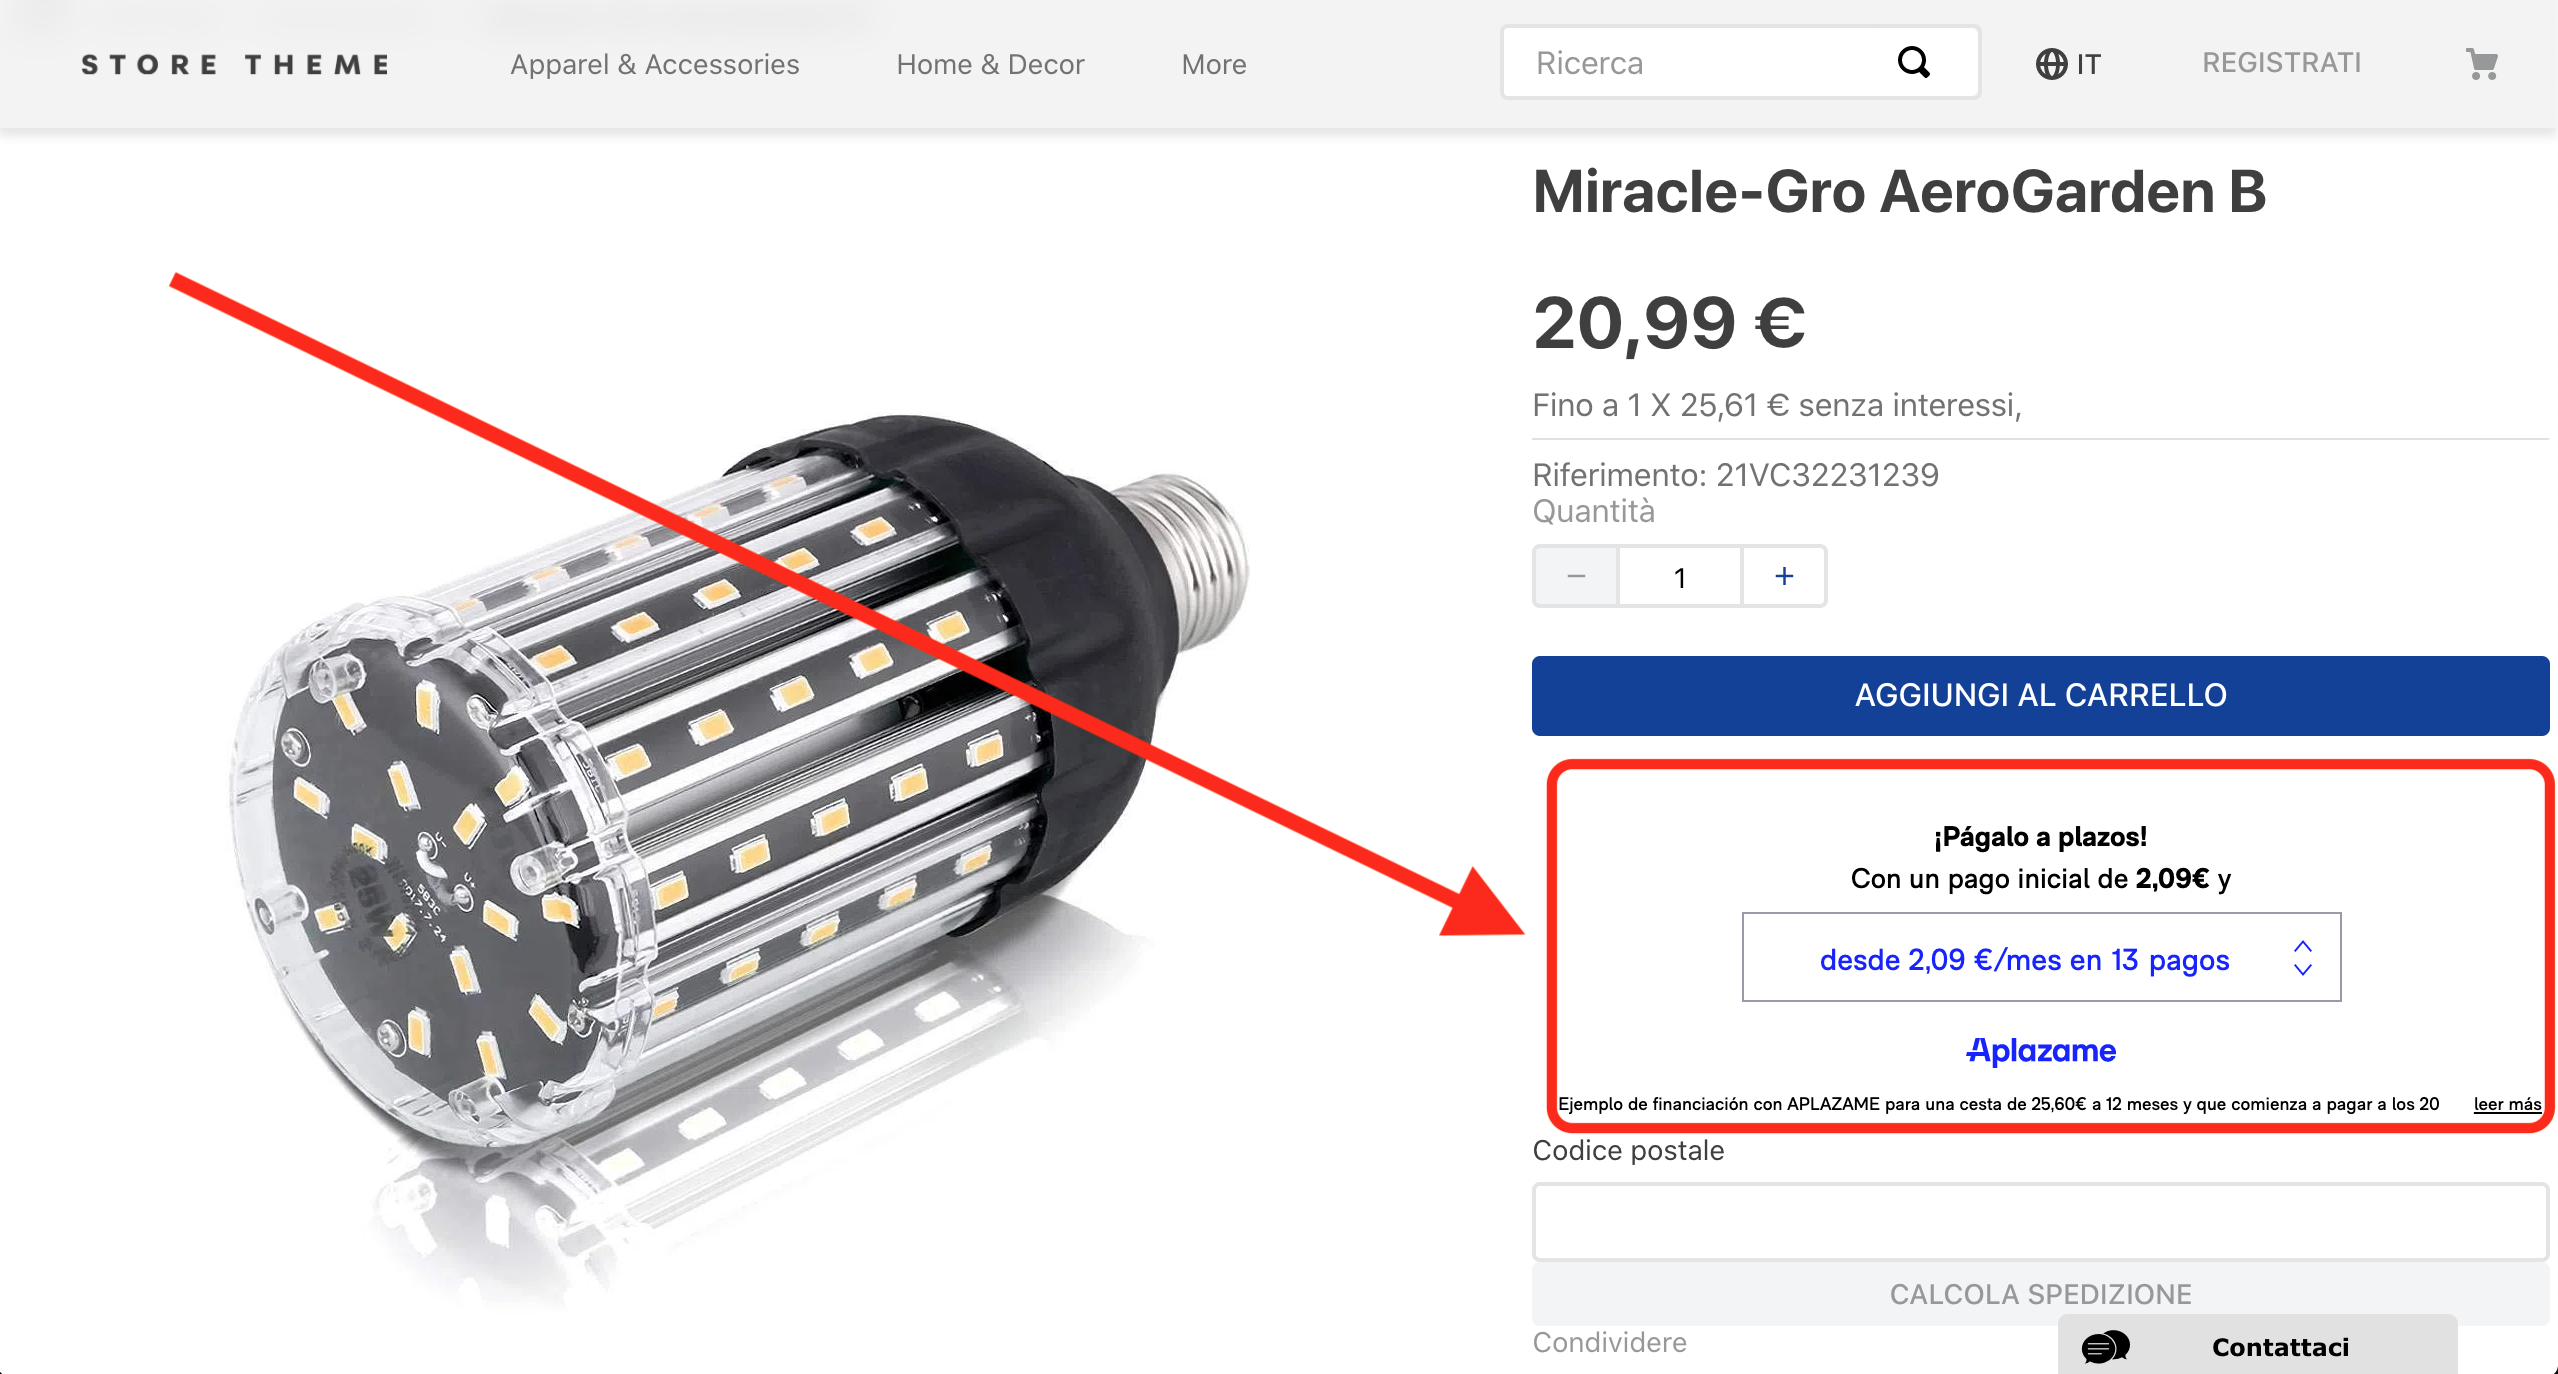 STORE THEME
Apparel & Accessories
Home & Decor
More
Ricerca
IT
REGISTRATI
Miracle-Gro AeroGarden B
20,99 €
Fino a 1 X 25,61 € senza interessi,
Riferimento: 21VC32231239
Quantità
− 1 +
AGGIUNGI AL CARRELLO
¡Págalo a plazos!
Con un pago inicial de 2,09€ y
desde 2,09 €/mes en 13 pagos
Aplazame
Ejemplo de financiación con APLAZAME para una cesta de 25,60€ a 12 meses y que comienza a pagar a los 20 leer más
Codice postale
CALCOLA SPEDIZIONE
Condividere
Contattaci